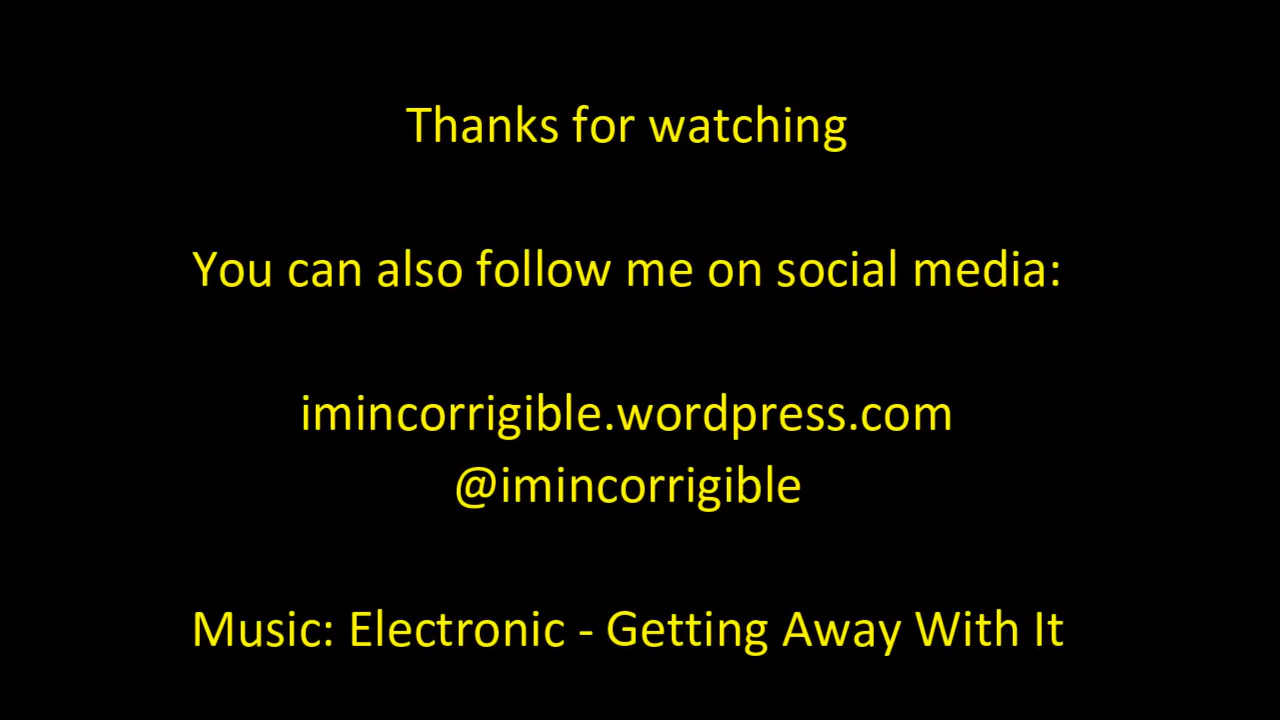 Thanks for watching
You can also follow me on social media:
imincorrigible.wordpress.com
@imincorrigible
Music: Electronic - Getting Away With It